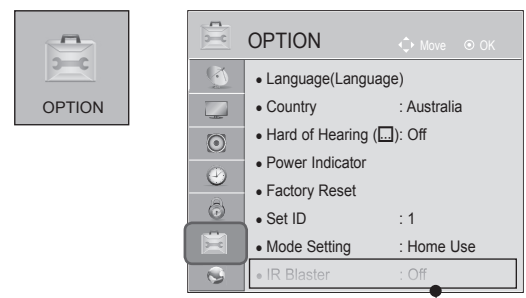 OPTION
OPTION Move OK
● Language(Language)
● Country : Australia
● Hard of Hearing (...): Off
● Power Indicator
● Factory Reset
● Set ID : 1
● Mode Setting : Home Use
● IR Blaster : Off